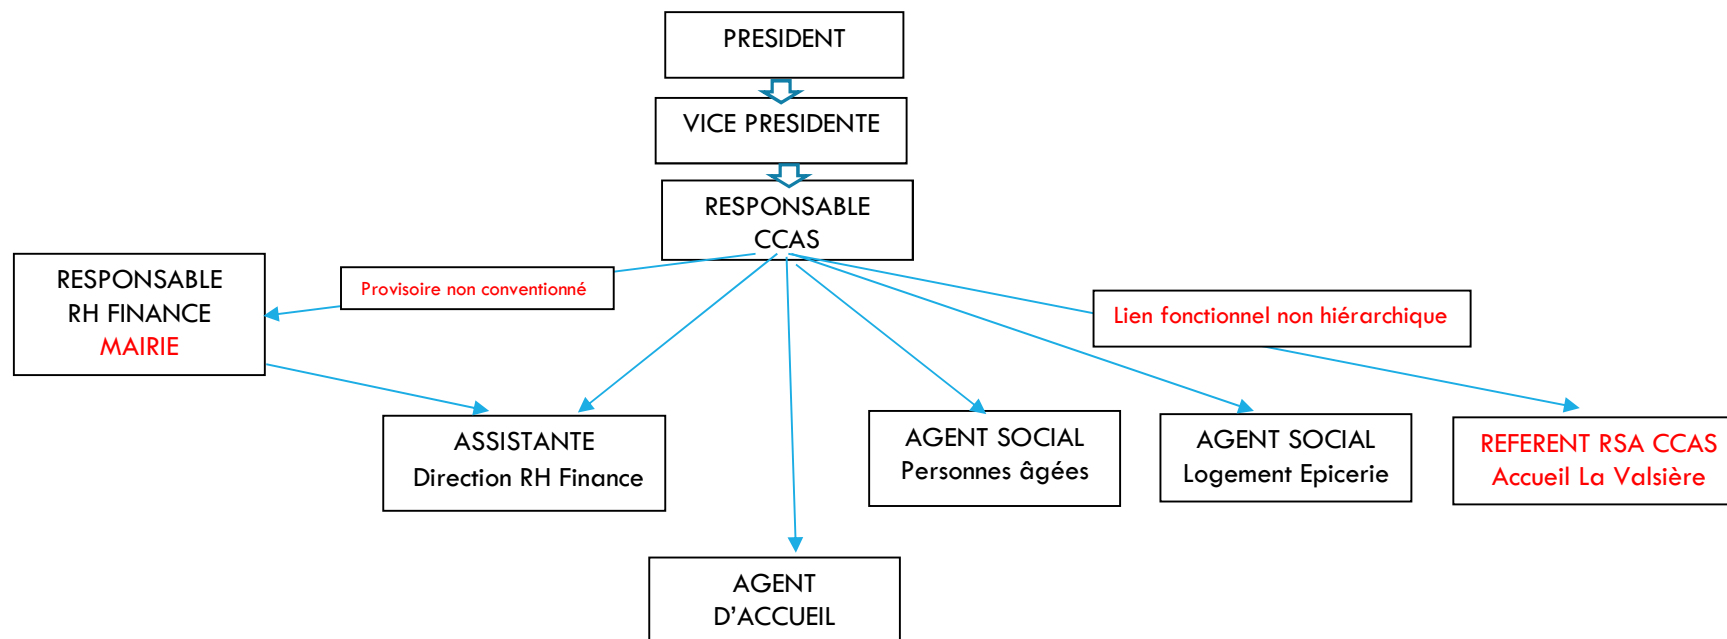 PRESIDENT
VICE PRESIDENTE
RESPONSABLE
CCAS
RESPONSABLE
RH FINANCE
MAIRIE
Provisoire non conventionné
Lien fonctionnel non hiérarchique
ASSISTANTE
Direction RH Finance
AGENT SOCIAL
Personnes âgées
AGENT SOCIAL
Logement Epicerie
REFERENT RSA CCAS
Accueil La Valsière
AGENT
D’ACCUEIL